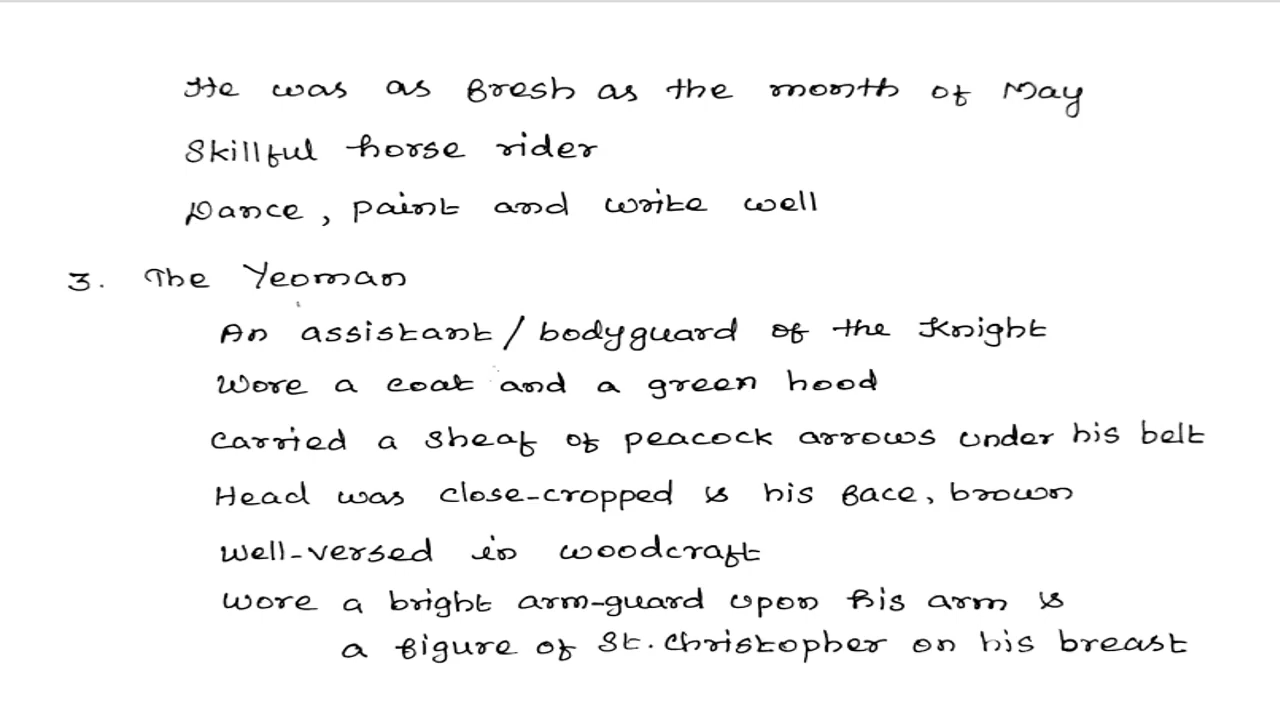 He was as fresh as the month of May
Skillful horse rider
Dance, paint and write well
3. The Yeoman
An assistant/bodyguard of the Knight
Wore a coat and a green hood
Carried a sheaf of peacock arrows under his belt
Head was close-cropped & his face, brown
Well-versed in woodcraft
Wore a bright arm-guard upon his arm &
a figure of St. Christopher on his breast